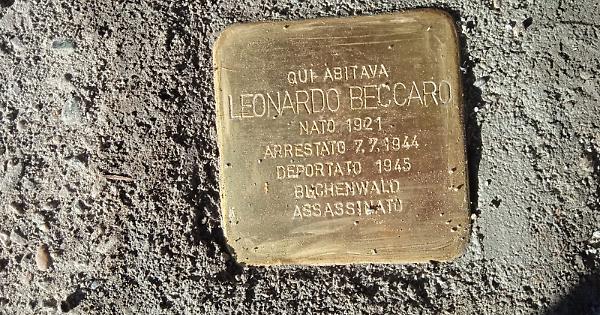 QUI ABITAVA
LEONARDO BECCARO
NATO 1921
ARRESTATO 7.7.1944
DEPORTATO 1945
BUCHENWALD
ASSASSINATO